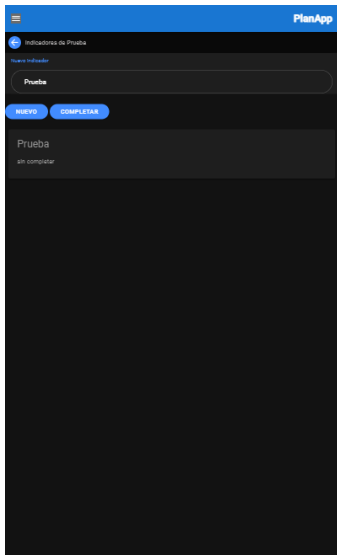 PlanApp
Indicadores de Prueba
Nuevo Indicador
Prueba
NUEVO COMPLETAR
Prueba
sin completar